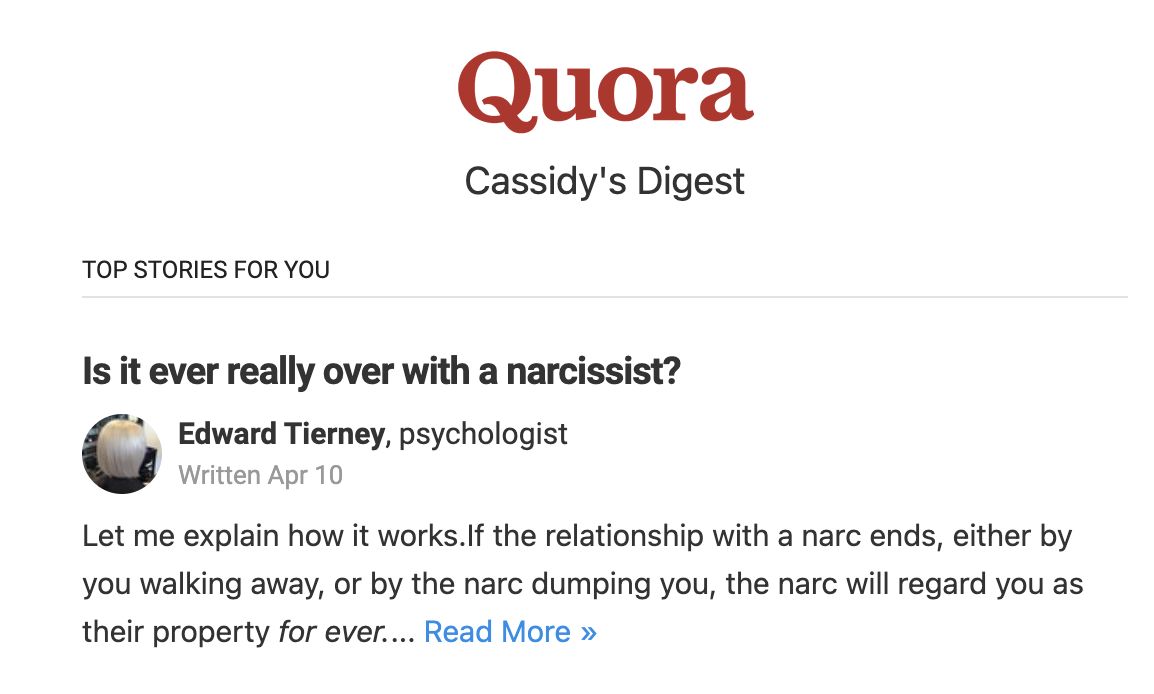 Quora
Cassidy's Digest
TOP STORIES FOR YOU
Is it ever really over with a narcissist?
Edward Tierney, psychologist
Written Apr 10
Let me explain how it works.If the relationship with a narc ends, either by
you walking away, or by the narc dumping you, the narc will regard you as
their property for ever.... Read More »